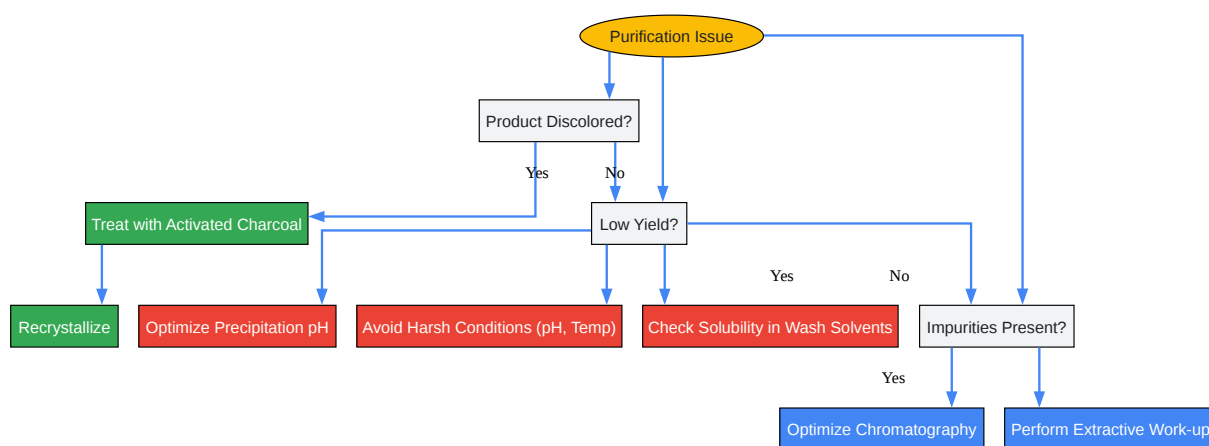 Purification Issue
Product Discolored?
Yes
No
Treat with Activated Charcoal
Low Yield?
Yes
No
Recrystallize
Optimize Precipitation pH
Avoid Harsh Conditions (pH, Temp)
Check Solubility in Wash Solvents
Impurities Present?
Yes
Optimize Chromatography
Perform Extractive Work-up